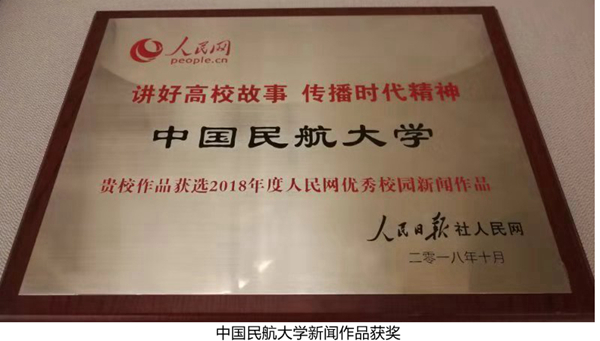 人民网
people.cn
讲好高校故事 传播时代精神
中国民航大学
贵校作品获选2018年度人民网优秀校园新闻作品
人民日报社人民网
二零一八年十月
中国民航大学新闻作品获奖